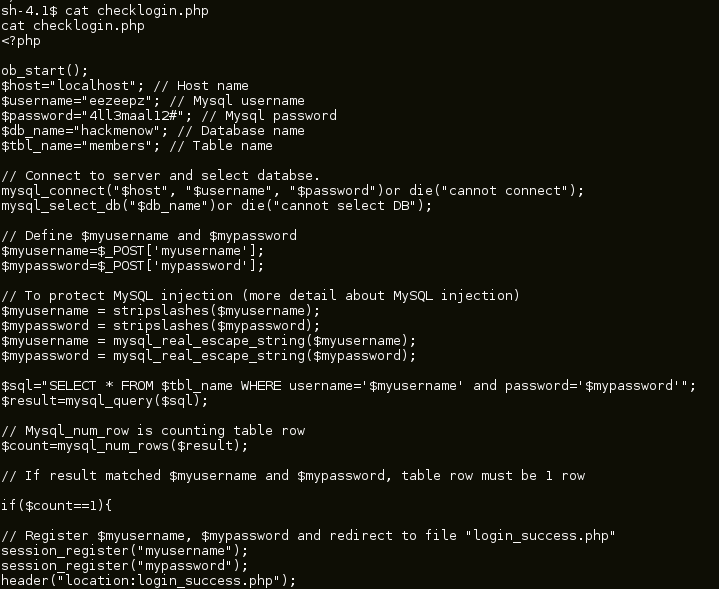 sh-4.1$ cat checklogin.php
cat checklogin.php
<?php
ob_start();
$host="localhost"; // Host name
$username="eezeepz"; // Mysql username
$password="4ll3maal12#"; // Mysql password
$db_name="hackmenow"; // Database name
$tbl_name="members"; // Table name
// Connect to server and select databse.
mysql_connect("$host", "$username", "$password")or die("cannot connect");
mysql_select_db("$db_name")or die("cannot select DB");
// Define $myusername and $mypassword
$myusername=$_POST['myusername'];
$mypassword=$_POST['mypassword'];
// To protect MySQL injection (more detail about MySQL injection)
$myusername = stripslashes($myusername);
$mypassword = stripslashes($mypassword);
$myusername = mysql_real_escape_string($myusername);
$mypassword = mysql_real_escape_string($mypassword);
$sql="SELECT * FROM $tbl_name WHERE username='$myusername' and password='$mypassword'";
$result=mysql_query($sql);
// Mysql_num_row is counting table row
$count=mysql_num_rows($result);
// If result matched $myusername and $mypassword, table row must be 1 row
if($count==1){
// Register $myusername, $mypassword and redirect to file "login_success.php"
session_register("myusername");
session_register("mypassword");
header("location:login_success.php");